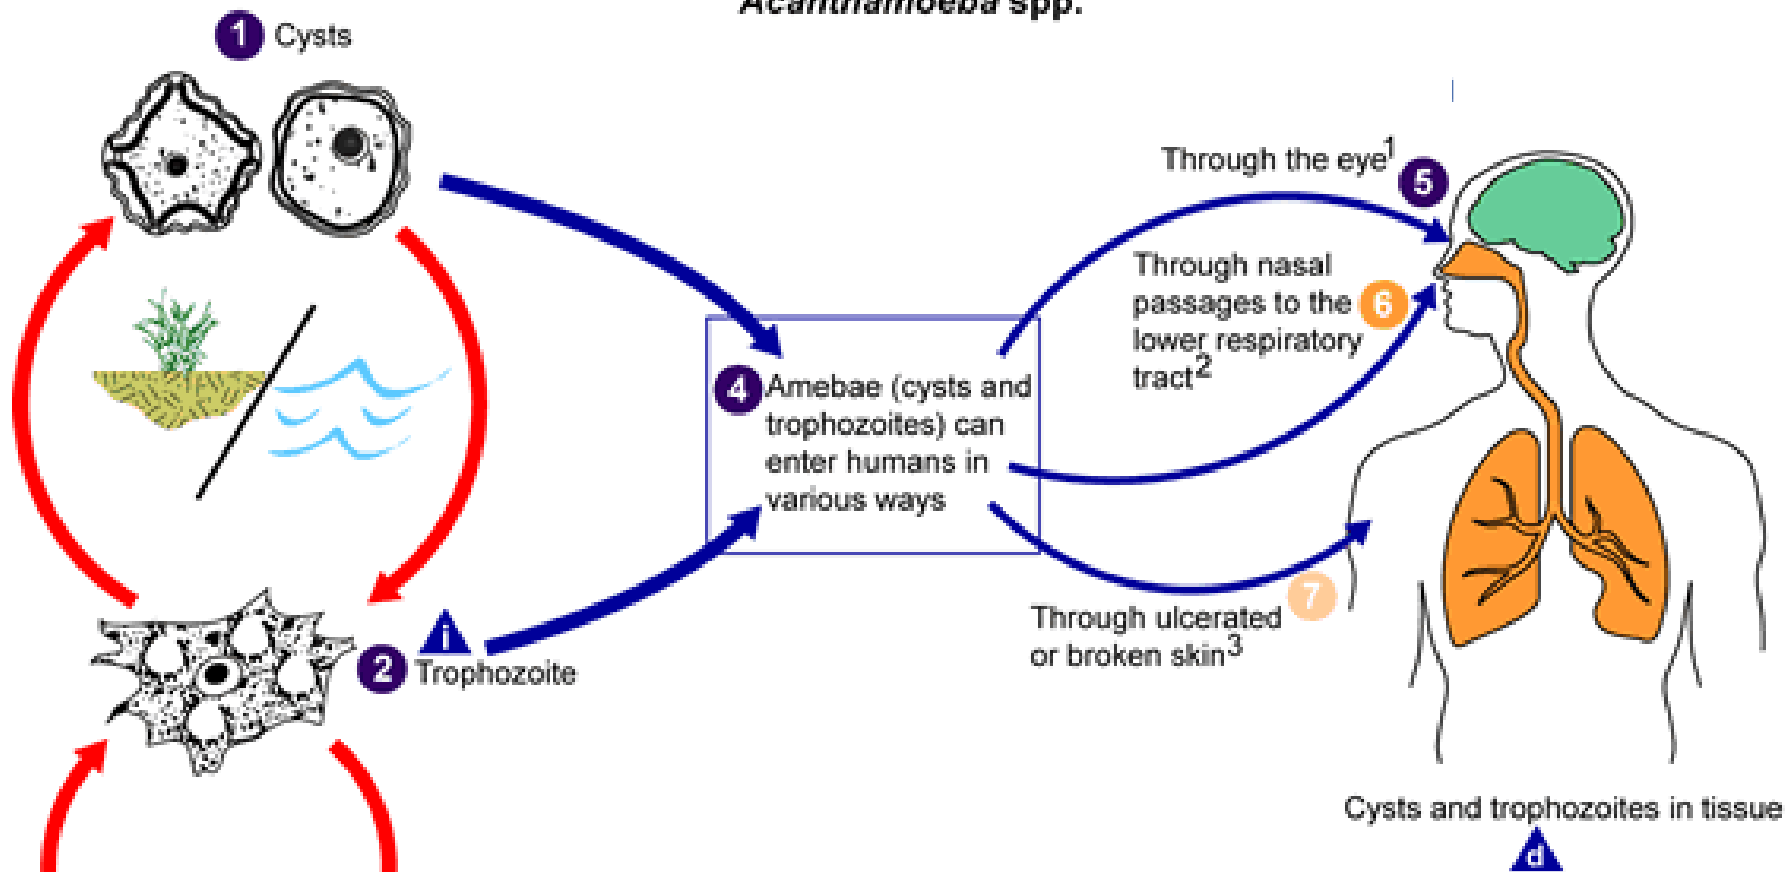 Acanthamoeba spp.
1 Cysts
Through the eye1
5
Through nasal
passages to the
6
lower respiratory
tract2
4 Amebae (cysts and
trophozoites) can
enter humans in
various ways
7
Through ulcerated
or broken skin3
i
2 Trophozoite
Cysts and trophozoites in tissue
d